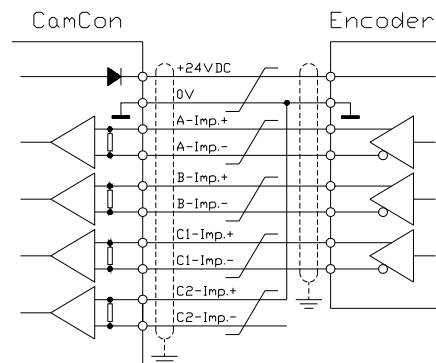 CamCon
Encoder
+24VDC
0V
A-Imp.+
A-Imp.-
B-Imp.+
B-Imp.-
C1-Imp.+
C1-Imp.-
C2-Imp.+
C2-Imp.-